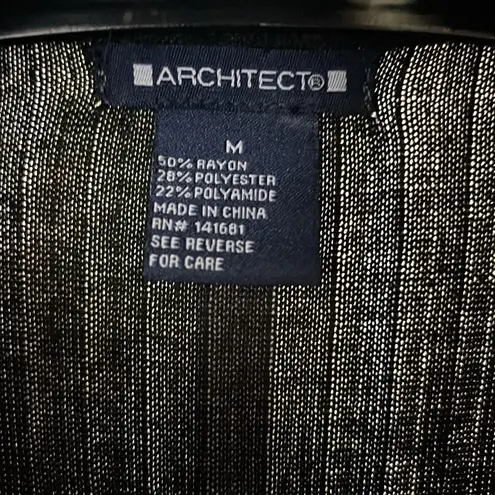 ARCHITECT®
M
50% RAYON
28% POLYESTER
22% POLYAMIDE
MADE IN CHINA
RN# 141681
SEE REVERSE
FOR CARE